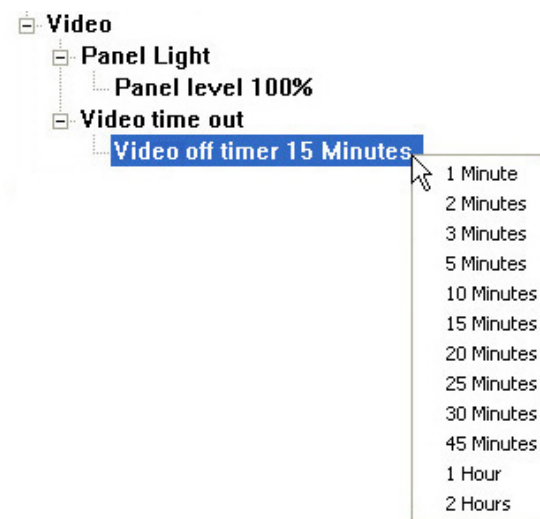 Video
Panel Light
Panel level 100%
Video time out
Video off timer 15 Minutes
1 Minute
2 Minutes
3 Minutes
5 Minutes
10 Minutes
15 Minutes
20 Minutes
25 Minutes
30 Minutes
45 Minutes
1 Hour
2 Hours